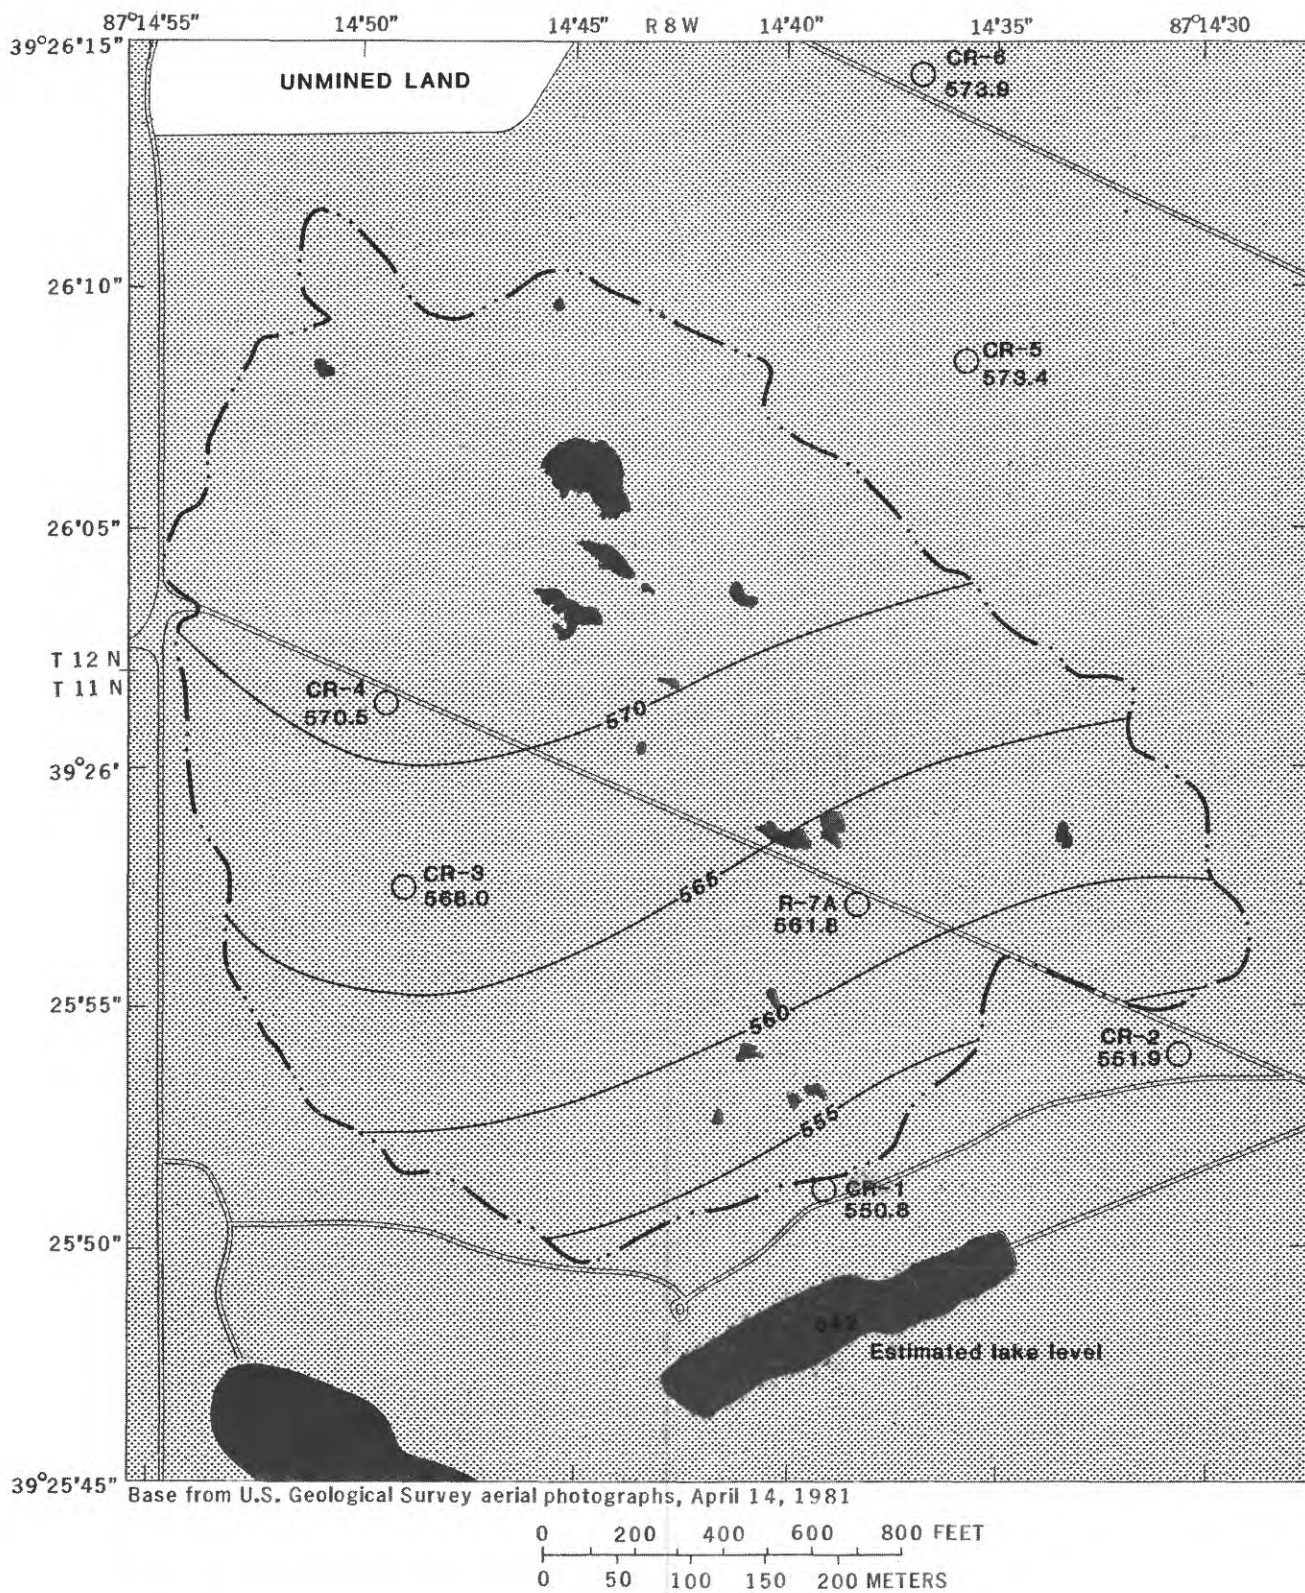 87°14'55" 14'50" 14'45" R 8 W 14'40" 14'35" 87°14'30"
39°26'15"
UNMINED LAND
CR-6
573.9
26'10"
CR-5
573.4
26'05"
T 12 N
T 11 N
CR-4
570.5
570
39°26'
CR-3
568.0
565
R-7A
561.8
25'55"
560
CR-2
551.9
555
CR-1
550.8
25'50"
542
Estimated lake level
39°25'45"
Base from U.S. Geological Survey aerial photographs, April 14, 1981
0 200 400 600 800 FEET
0 50 100 150 200 METERS